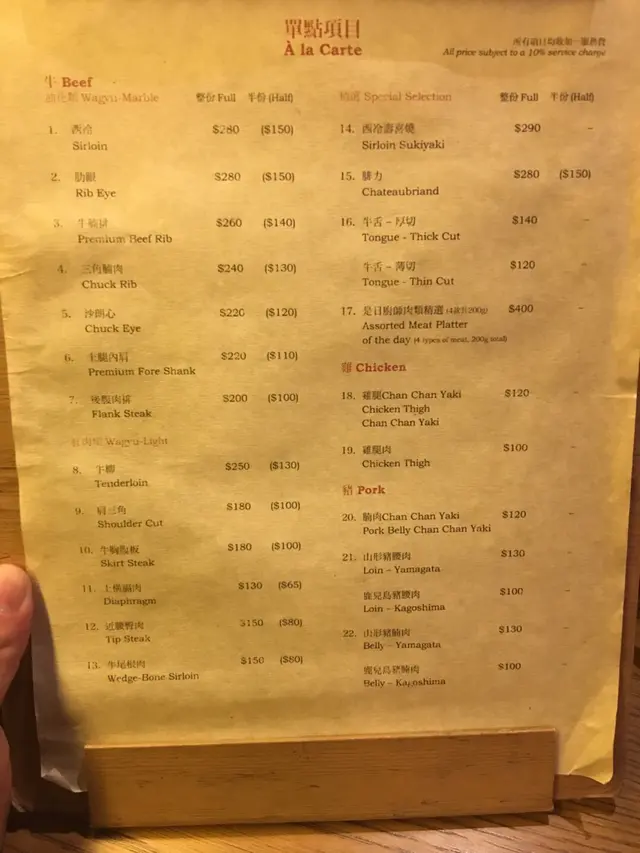 單點項目
À la Carte
所有項目均收加一服務費
All price subject to a 10% service charge
牛 Beef
Wagyu-Marble 整份 Full 半份 (Half)
1. 西冷 $280 ($150)
Sirloin
2. 肋眼 $280 ($150)
Rib Eye
3. 牛肋排 $260 ($140)
Premium Beef Rib
4. 三角腩肉 $240 ($130)
Chuck Rib
5. 沙朗心 $220 ($120)
Chuck Eye
6. 上腿內肩 $220 ($110)
Premium Fore Shank
7. 後腹肉排 $200 ($100)
Flank Steak
紅肉類 Wagyu-Light
8. 牛柳 $250 ($130)
Tenderloin
9. 肩三角 $180 ($100)
Shoulder Cut
10. 牛胸腹板 $180 ($100)
Skirt Steak
11. 上橫膈肉 $130 ($65)
Diaphragm
12. 近腰臀肉 $150 ($80)
Tip Steak
13. 牛尾根肉 $150 ($80)
Wedge-Bone Sirloin
精選 Special Selection 整份 Full 半份 (Half)
14. 西冷壽喜燒 $290 –
Sirloin Sukiyaki
15. 腓力 $280 ($150)
Chateaubriand
16. 牛舌 – 厚切 $140 –
Tongue - Thick Cut
牛舌 – 薄切 $120 –
Tongue - Thin Cut
17. 是日廚師肉類精選 (4款共200g) $400 –
Assorted Meat Platter
of the day (4 types of meat, 200g total)
雞 Chicken
18. 雞腿Chan Chan Yaki $120 –
Chicken Thigh
Chan Chan Yaki
19. 雞腿肉 $100 –
Chicken Thigh
豬 Pork
20. 腩肉Chan Chan Yaki $120 –
Pork Belly Chan Chan Yaki
21. 山形豬腰肉 $130 –
Loin – Yamagata
鹿兒島豬腰肉 $100 –
Loin – Kagoshima
22. 山形豬腩肉 $130 –
Belly – Yamagata
鹿兒島豬腩肉 $100 –
Belly – Kagoshima